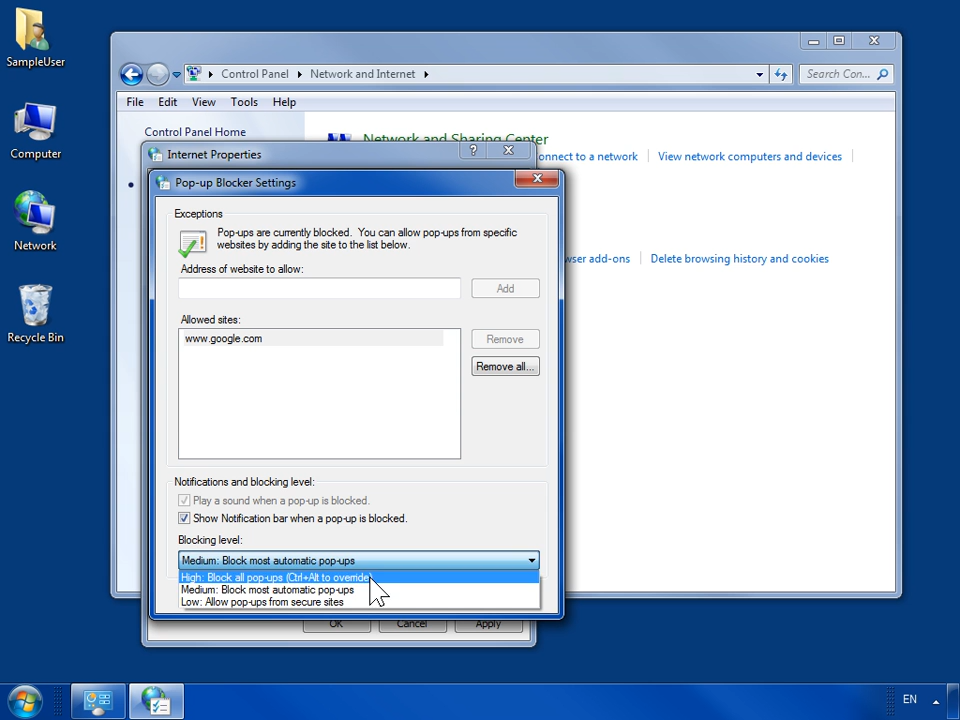 SampleUser
Computer
Network
Recycle Bin
Control Panel
Network and Internet
Search Con...
File
Edit
View
Tools
Help
Control Panel Home
Network and Sharing Center
onnect to a network
View network computers and devices
wser add-ons
Delete browsing history and cookies
Internet Properties
?
Pop-up Blocker Settings
Exceptions
Pop-ups are currently blocked. You can allow pop-ups from specific
websites by adding the site to the list below.
Address of website to allow:
Add
Allowed sites:
www.google.com
Remove
Remove all...
Notifications and blocking level:
Play a sound when a pop-up is blocked.
Show Notification bar when a pop-up is blocked.
Blocking level:
Medium: Block most automatic pop-ups
High: Block all pop-ups (Ctrl+Alt to override)
Medium: Block most automatic pop-ups
Low: Allow pop-ups from secure sites
OK
Cancel
Apply
EN